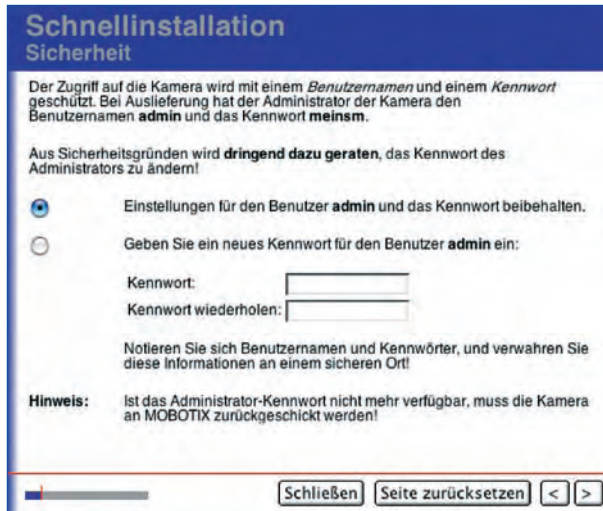 Schnellinstallation
Sicherheit
Der Zugriff auf die Kamera wird mit einem Benutzernamen und einem Kennwort
geschützt. Bei Auslieferung hat der Administrator der Kamera den
Benutzernamen admin und das Kennwort meinsm.
Aus Sicherheitsgründen wird dringend dazu geraten, das Kennwort des
Administrators zu ändern!
Einstellungen für den Benutzer admin und das Kennwort beibehalten.
Geben Sie ein neues Kennwort für den Benutzer admin ein:
Kennwort:
Kennwort wiederholen:
Notieren Sie sich Benutzernamen und Kennwörter, und verwahren Sie
diese Informationen an einem sicheren Ort!
Hinweis: Ist das Administrator-Kennwort nicht mehr verfügbar, muss die Kamera
an MOBOTIX zurückgeschickt werden!
Schließen Seite zurücksetzen < >